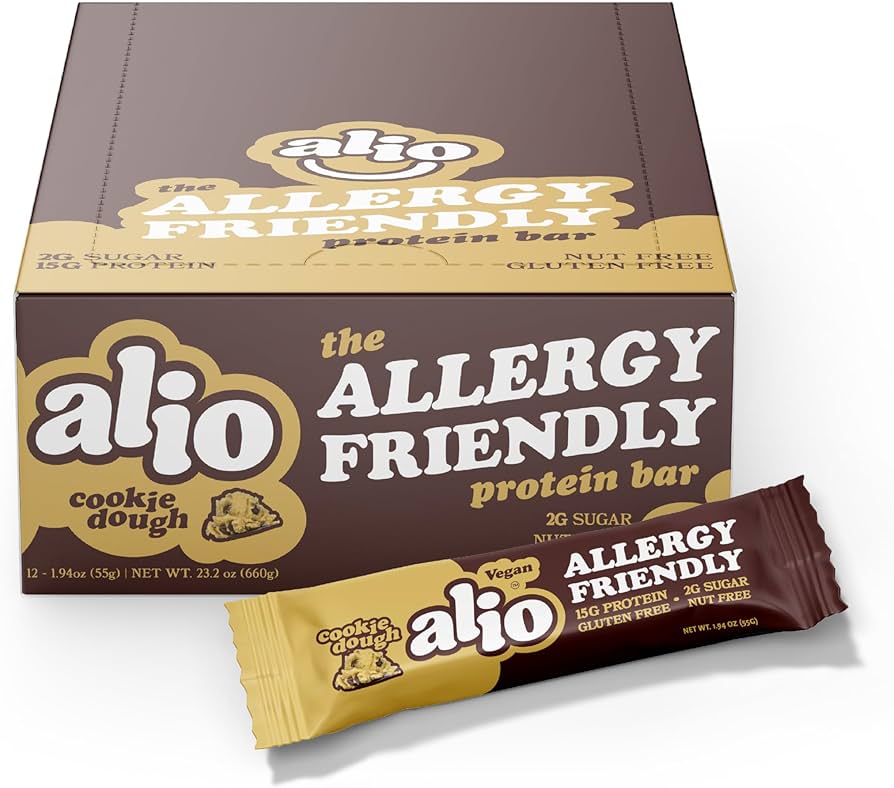 alio
the
ALLERGY
FRIENDLY
protein bar
2G SUGAR
15G PROTEIN
NUT FREE
GLUTEN FREE
alio
cookie
dough
the
ALLERGY
FRIENDLY
protein bar
2G SUGAR
12 - 1.94oz (55g) | NET WT. 23.2 oz (660g)
cookie
dough
Vegan
alio
™
ALLERGY
FRIENDLY
15G PROTEIN • 2G SUGAR
GLUTEN FREE NUT FREE
NET WT. 1.94 OZ (55G)